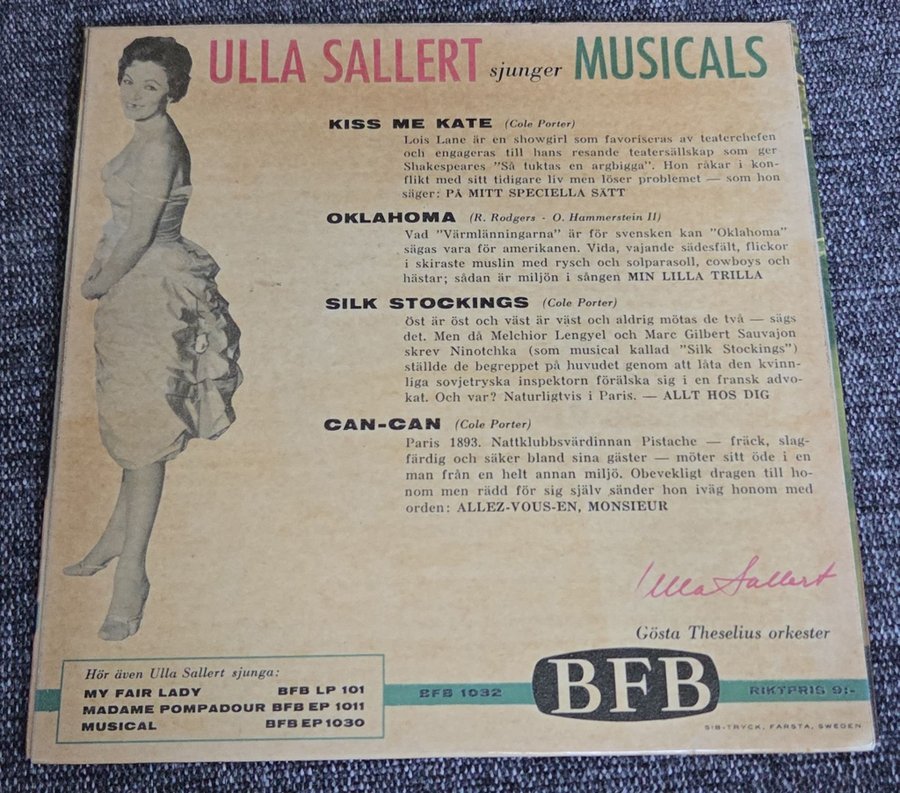 ULLA SALLERT sjunger MUSICALS
KISS ME KATE (Cole Porter)
Lois Lane är en showgirl som favoriseras av teaterchefen
och engageras till hans resande teatersällskap som ger
Shakespeares "Så tuktas en argbigga". Hon råkar i kon-
flikt med sitt tidigare liv men löser problemet — som hon
säger: PÅ MITT SPECIELLA SÄTT
OKLAHOMA (R. Rodgers - O. Hammerstein II)
Vad "Värmlänningarna" är för svensken kan "Oklahoma"
sägas vara för amerikanen. Vida, vajande sädesfält, flickor
i skiraste muslin med rysch och solparasoll, cowboys och
hästar; sådan är miljön i sången MIN LILLA TRILLA
SILK STOCKINGS (Cole Porter)
Öst är öst och väst är väst och aldrig mötas de två — sägs
det. Men då Melchior Lengyel och Marc Gilbert Sauvajon
skrev Ninotchka (som musical kallad "Silk Stockings")
ställde de begreppet på huvudet genom att låta den kvinn-
liga sovjetryska inspektorn förälska sig i en fransk advo-
kat. Och var? Naturligtvis i Paris. — ALLT HOS DIG
CAN-CAN (Cole Porter)
Paris 1893. Nattklubbsvärdinnan Pistache — fräck, slag-
färdig och säker bland sina gäster — möter sitt öde i en
man från en helt annan miljö. Obevekligt dragen till ho-
nom men rädd för sig själv sänder hon iväg honom med
orden: ALLEZ-VOUS-EN, MONSIEUR
Ulla Sallert
Gösta Theselius orkester
Hör även Ulla Sallert sjunga:
MY FAIR LADY BFB LP 101
MADAME POMPADOUR BFB EP 1011
MUSICAL BFB EP 1030
BFB 1032
BFB
RIKTPRIS 9:-
SIB-TRYCK, FARSTA, SWEDEN